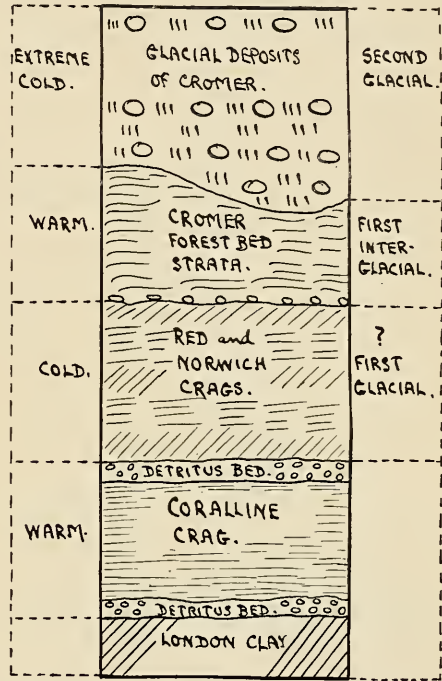 EXTREME
COLD.
GLACIAL DEPOSITS
OF CROMER.
SECOND
GLACIAL.
WARM.
CROMER
FOREST BED
STRATA.
FIRST
INTER-
GLACIAL.
COLD.
RED and
NORWICH
CRAGS.
?
FIRST
GLACIAL.
DETRITUS BED.
WARM.
CORALLINE
CRAG.
DETRITUS BED.
LONDON CLAY